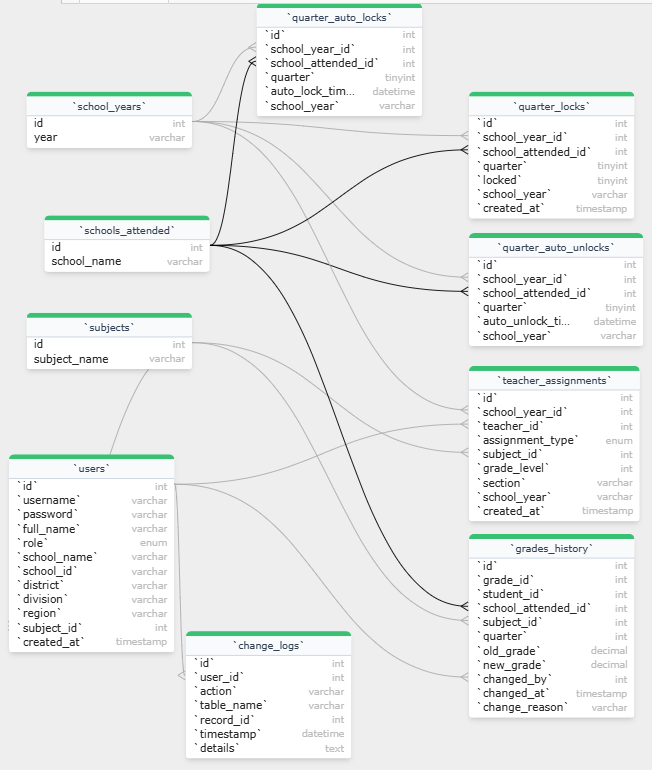 `quarter_auto_locks`
`id` int
`school_year_id` int
`school_attended_id` int
`quarter` tinyint
`auto_lock_tim... datetime
`school_year` varchar
`school_years`
id int
year varchar
`quarter_locks`
`id` int
`school_year_id` int
`school_attended_id` int
`quarter` tinyint
`locked` tinyint
`school_year` varchar
`created_at` timestamp
`schools_attended`
id int
school_name varchar
`quarter_auto_unlocks`
`id` int
`school_year_id` int
`school_attended_id` int
`quarter` tinyint
`auto_unlock_ti... datetime
`school_year` varchar
`subjects`
id int
subject_name varchar
`teacher_assignments`
`id` int
`school_year_id` int
`teacher_id` int
`assignment_type` enum
`subject_id` int
`grade_level` int
`section` varchar
`school_year` varchar
`created_at` timestamp
`users`
`id` int
`username` varchar
`password` varchar
`full_name` varchar
`role` enum
`school_name` varchar
`school_id` varchar
`district` varchar
`division` varchar
`region` varchar
`subject_id` int
`created_at` timestamp
`grades_history`
`id` int
`grade_id` int
`student_id` int
`school_attended_id` int
`subject_id` int
`quarter` int
`old_grade` decimal
`new_grade` decimal
`changed_by` int
`changed_at` timestamp
`change_reason` varchar
`change_logs`
`id` int
`user_id` int
`action` varchar
`table_name` varchar
`record_id` int
`timestamp` datetime
`details` text